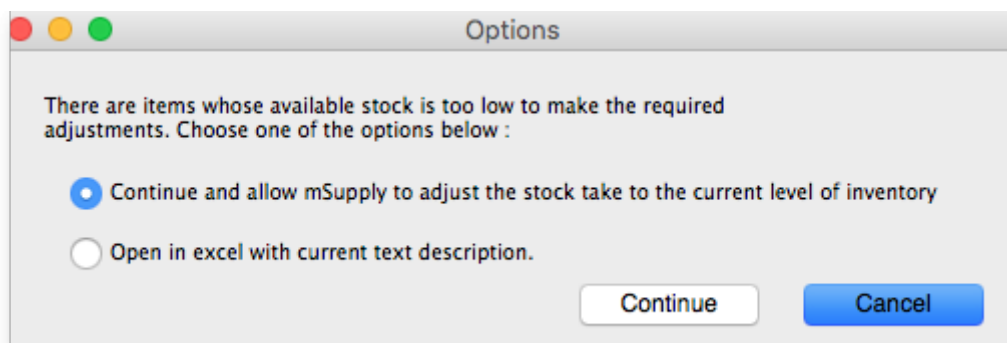 Options
There are items whose available stock is too low to make the required
adjustments. Choose one of the options below :
Continue and allow mSupply to adjust the stock take to the current level of inventory
Open in excel with current text description.
Continue Cancel